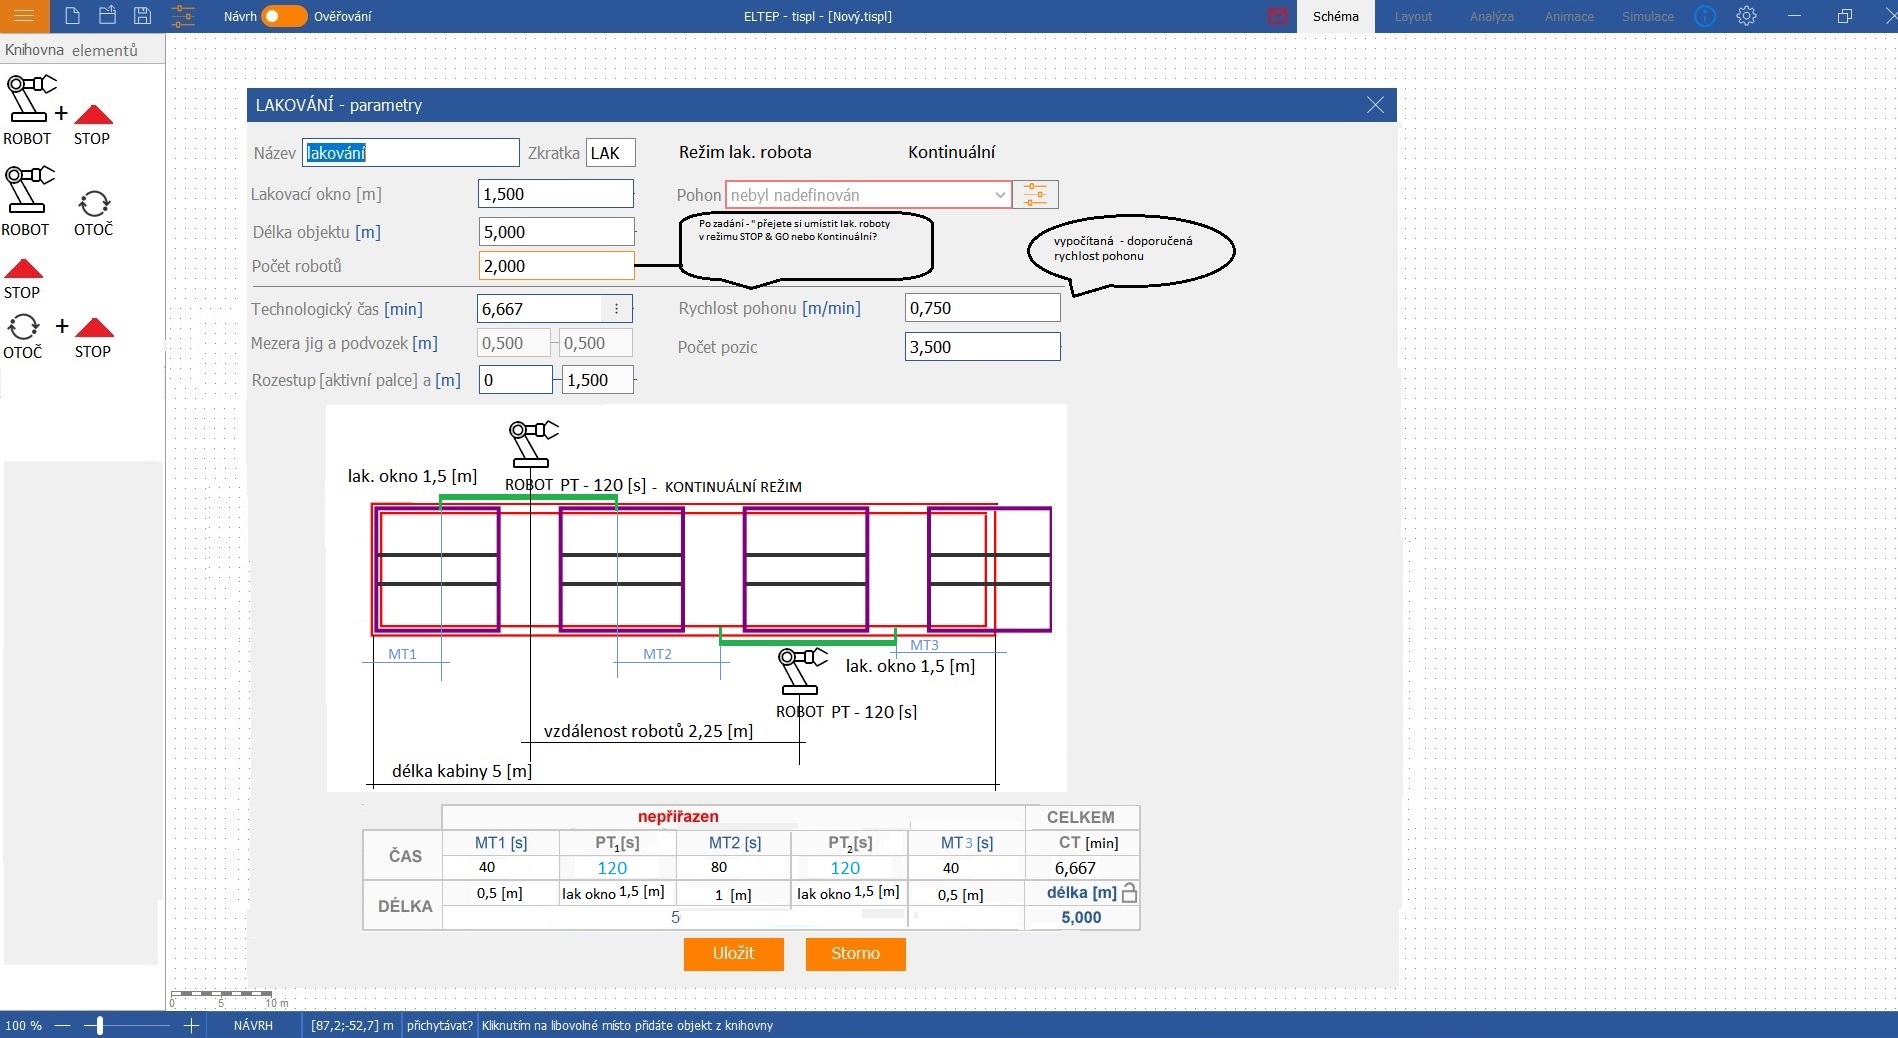 Návrh Ověřování ELTEP - tispl - [Nový.tispl] Schéma Layout Analýza Animace Simulace
Knihovna elementů
ROBOT + STOP
ROBOT OTOČ
STOP
OTOČ + STOP
LAKOVÁNÍ - parametry
Název lakování Zkratka LAK Režim lak. robota Kontinuální
Lakovací okno [m] 1,500 Pohon nebyl nadefinován
Délka objektu [m] 5,000
Počet robotů 2,000
Po zadání - " přejete si umístit lak. roboty
v režimu STOP & GO nebo Kontinuální?
vypočítaná - doporučená
rychlost pohonu
Technologický čas [min] 6,667 Rychlost pohonu [m/min] 0,750
Mezera jig a podvozek [m] 0,500 0,500 Počet pozic 3,500
Rozestup [aktivní palce] a [m] 0 1,500
lak. okno 1,5 [m]
ROBOT PT - 120 [s] - KONTINUÁLNÍ REŽIM
MT1 MT2 MT3
lak. okno 1,5 [m]
ROBOT PT - 120 [s]
vzdálenost robotů 2,25 [m]
délka kabiny 5 [m]
nepřiřazen CELKEM
ČAS MT1 [s] PT1[s] MT2 [s] PT2[s] MT3 [s] CT [min]
40 120 80 120 40 6,667
DÉLKA 0,5 [m] lak okno 1,5 [m] 1 [m] lak okno 1,5 [m] 0,5 [m] délka [m]
5 5,000
Uložit Storno
0 5 10 m
100 % NÁVRH [87,2;-52,7] m přichytávat? Kliknutím na libovolné místo přidáte objekt z knihovny